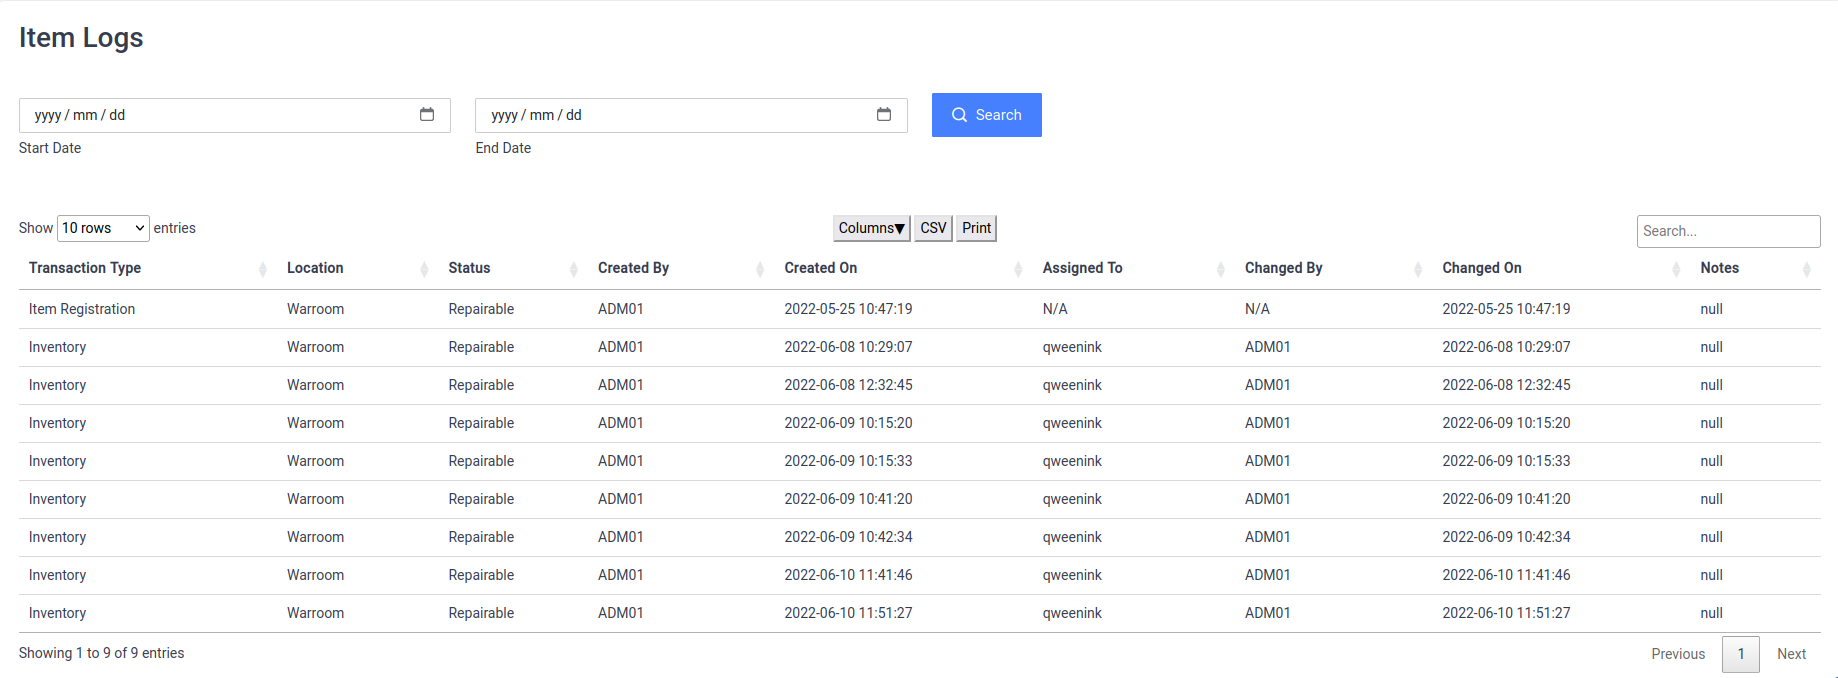 Item Logs
yyyy / mm / dd yyyy / mm / dd Search
Start Date End Date
Show 10 rows entries Columns▼ CSV Print Search...
Transaction Type Location Status Created By Created On Assigned To Changed By Changed On Notes
Item Registration Warroom Repairable ADM01 2022-05-25 10:47:19 N/A N/A 2022-05-25 10:47:19 null
Inventory Warroom Repairable ADM01 2022-06-08 10:29:07 qweenink ADM01 2022-06-08 10:29:07 null
Inventory Warroom Repairable ADM01 2022-06-08 12:32:45 qweenink ADM01 2022-06-08 12:32:45 null
Inventory Warroom Repairable ADM01 2022-06-09 10:15:20 qweenink ADM01 2022-06-09 10:15:20 null
Inventory Warroom Repairable ADM01 2022-06-09 10:15:33 qweenink ADM01 2022-06-09 10:15:33 null
Inventory Warroom Repairable ADM01 2022-06-09 10:41:20 qweenink ADM01 2022-06-09 10:41:20 null
Inventory Warroom Repairable ADM01 2022-06-09 10:42:34 qweenink ADM01 2022-06-09 10:42:34 null
Inventory Warroom Repairable ADM01 2022-06-10 11:41:46 qweenink ADM01 2022-06-10 11:41:46 null
Inventory Warroom Repairable ADM01 2022-06-10 11:51:27 qweenink ADM01 2022-06-10 11:51:27 null
Showing 1 to 9 of 9 entries Previous 1 Next